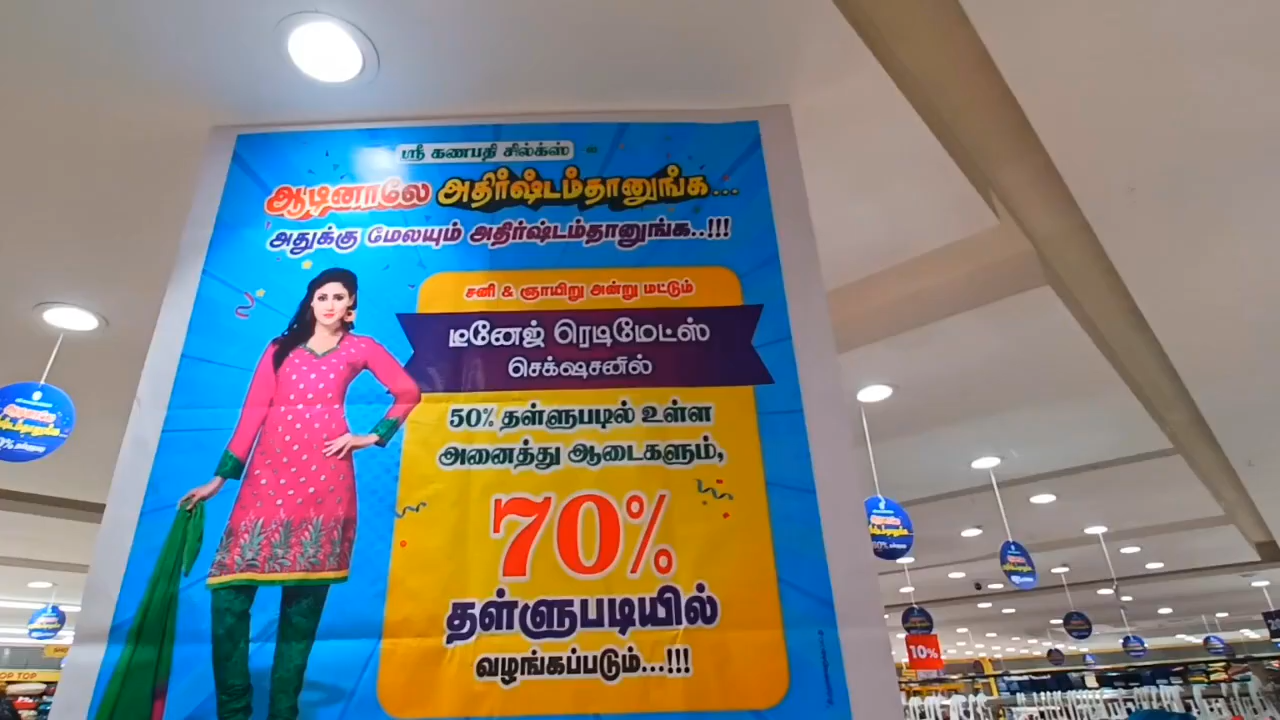 ஸ்ரீ கணபதி சில்க்ஸ்
ஆடினாலே அதிர்ஷ்டம்தானுங்க...
அதுக்கு மேலயும் அதிர்ஷ்டம்தானுங்க..!!!
சனி & ஞாயிறு அன்று மட்டும்
டீனேஜ் ரெடிமேட்ஸ்
செக்‌ஷசனில்
50% தள்ளுபடில் உள்ள
அனைத்து ஆடைகளும்,
70%
தள்ளுபடியில்
வழங்கப்படும்...!!!
10%